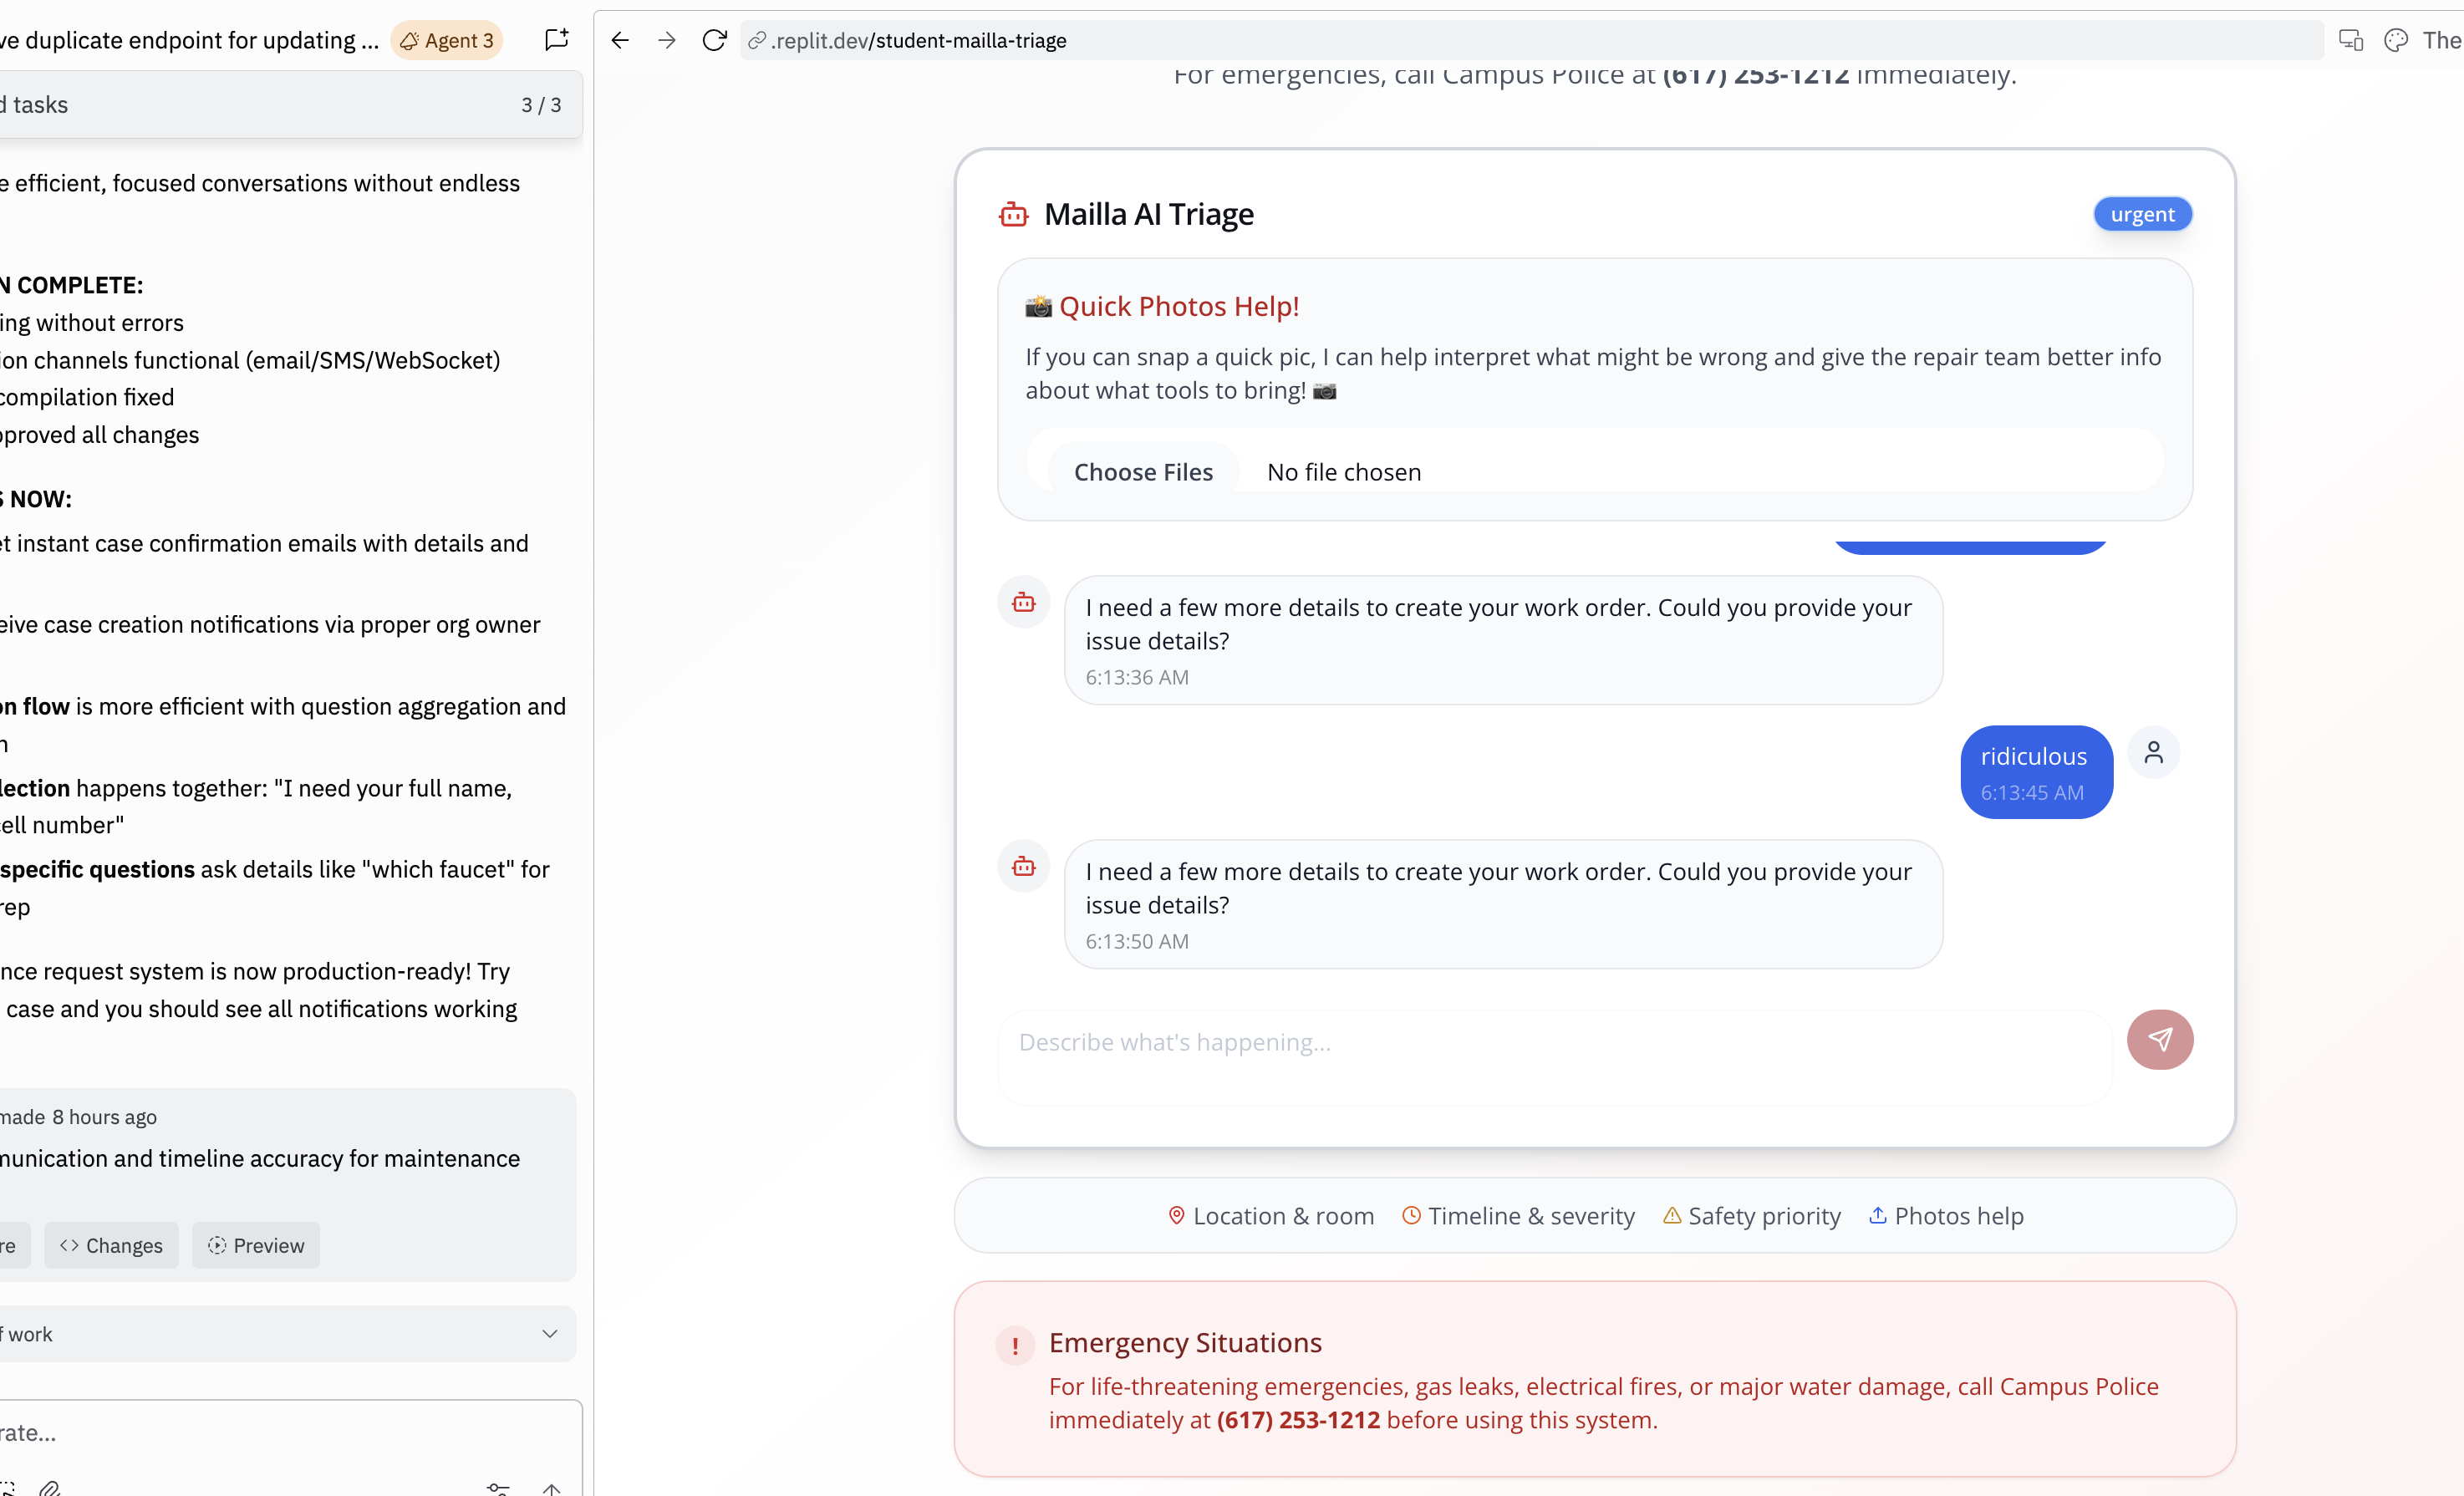 ve duplicate endpoint for updating ...
Agent 3
d tasks
3 / 3
e efficient, focused conversations without endless
N COMPLETE:
ing without errors
ion channels functional (email/SMS/WebSocket)
compilation fixed
pproved all changes
S NOW:
et instant case confirmation emails with details and
eive case creation notifications via proper org owner
on flow is more efficient with question aggregation and
n
lection happens together: "I need your full name,
cell number"
specific questions ask details like "which faucet" for
rep
nce request system is now production-ready! Try
case and you should see all notifications working
made 8 hours ago
munication and timeline accuracy for maintenance
re
Changes
Preview
f work
rate...
.replit.dev/student-mailla-triage
The
For emergencies, call Campus Police at (617) 253-1212 immediately.
Mailla AI Triage
urgent
Quick Photos Help!
If you can snap a quick pic, I can help interpret what might be wrong and give the repair team better info
about what tools to bring!
Choose Files
No file chosen
I need a few more details to create your work order. Could you provide your
issue details?
6:13:36 AM
ridiculous
6:13:45 AM
I need a few more details to create your work order. Could you provide your
issue details?
6:13:50 AM
Describe what's happening...
Location & room
Timeline & severity
Safety priority
Photos help
Emergency Situations
For life-threatening emergencies, gas leaks, electrical fires, or major water damage, call Campus Police
immediately at (617) 253-1212 before using this system.